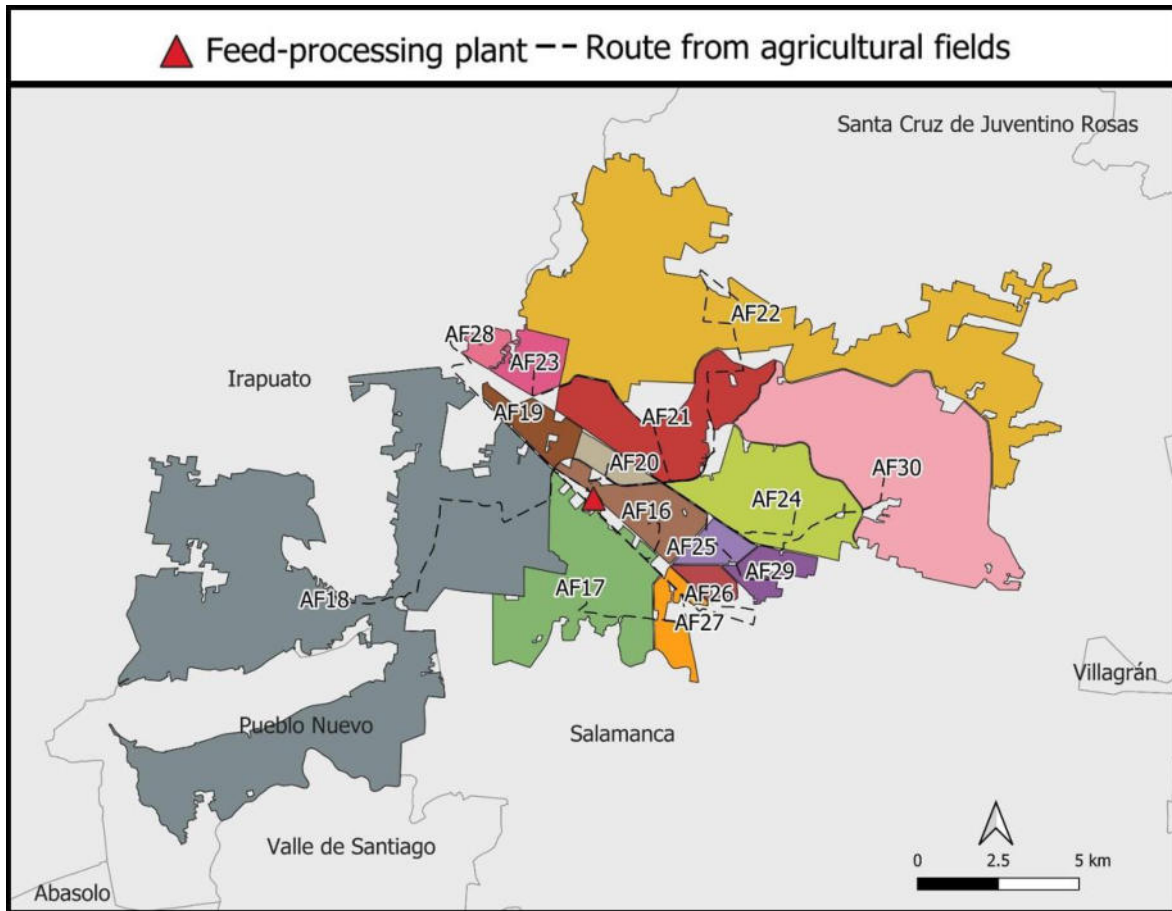 Feed-processing plant --- Route from agricultural fields
Santa Cruz de Juventino Rosas
AF22
AF28
AF23
Irapuato
AF19
AF21
AF20
AF30
AF24
AF16
AF25
AF29
AF17
AF18
AF26
AF27
Villagrán
Pueblo Nuevo
Salamanca
Valle de Santiago
0 2.5 5 km
Abasolo